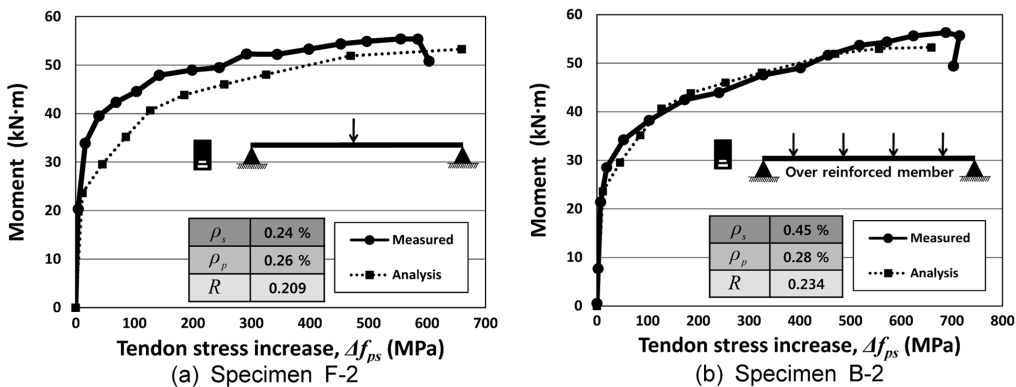 60
50
40
30
20
10
0
Moment (kN·m)
ρs 0.24 %
ρp 0.26 %
R 0.209
Measured
Analysis
0 100 200 300 400 500 600 700
Tendon stress increase, Δfps (MPa)
(a) Specimen F-2
60
50
40
30
20
10
0
Moment (kN·m)
Over reinforced member
ρs 0.45 %
ρp 0.28 %
R 0.234
Measured
Analysis
0 100 200 300 400 500 600 700 800
Tendon stress increase, Δfps (MPa)
(b) Specimen B-2